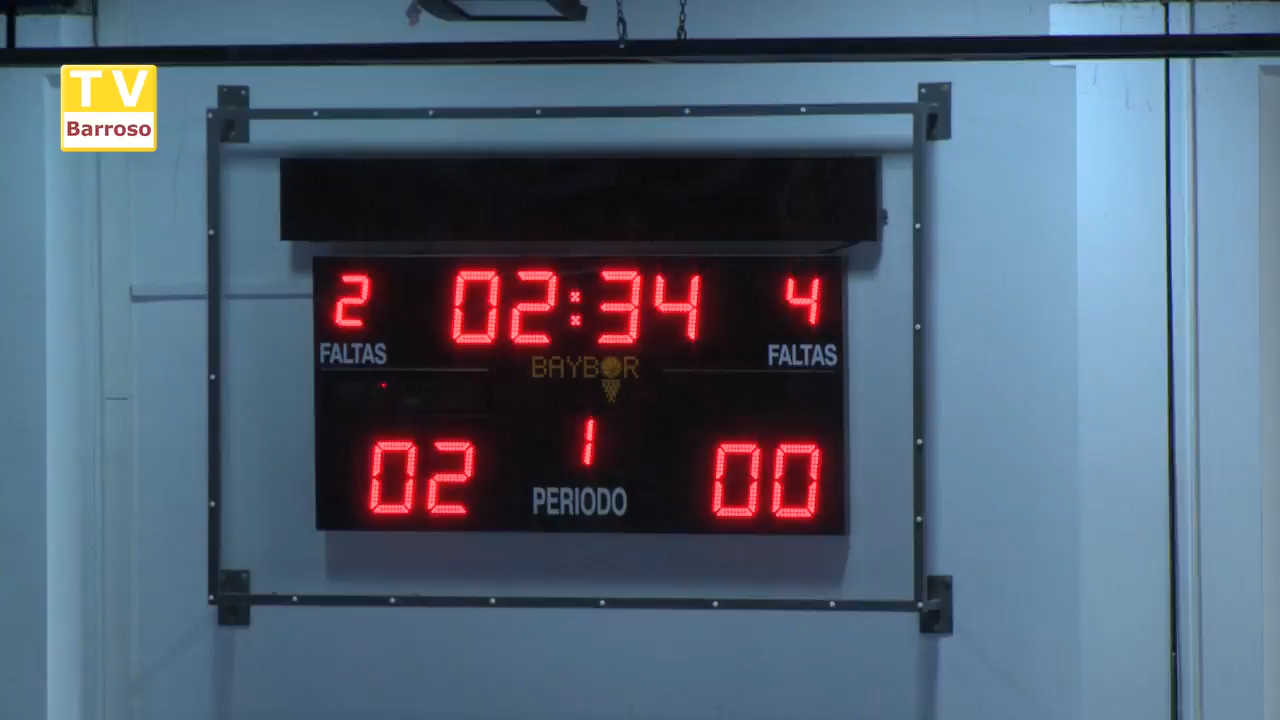 TV
Barroso
2 02:34 4
FALTAS FALTAS
BAYBOR
1
02 00
PERIODO